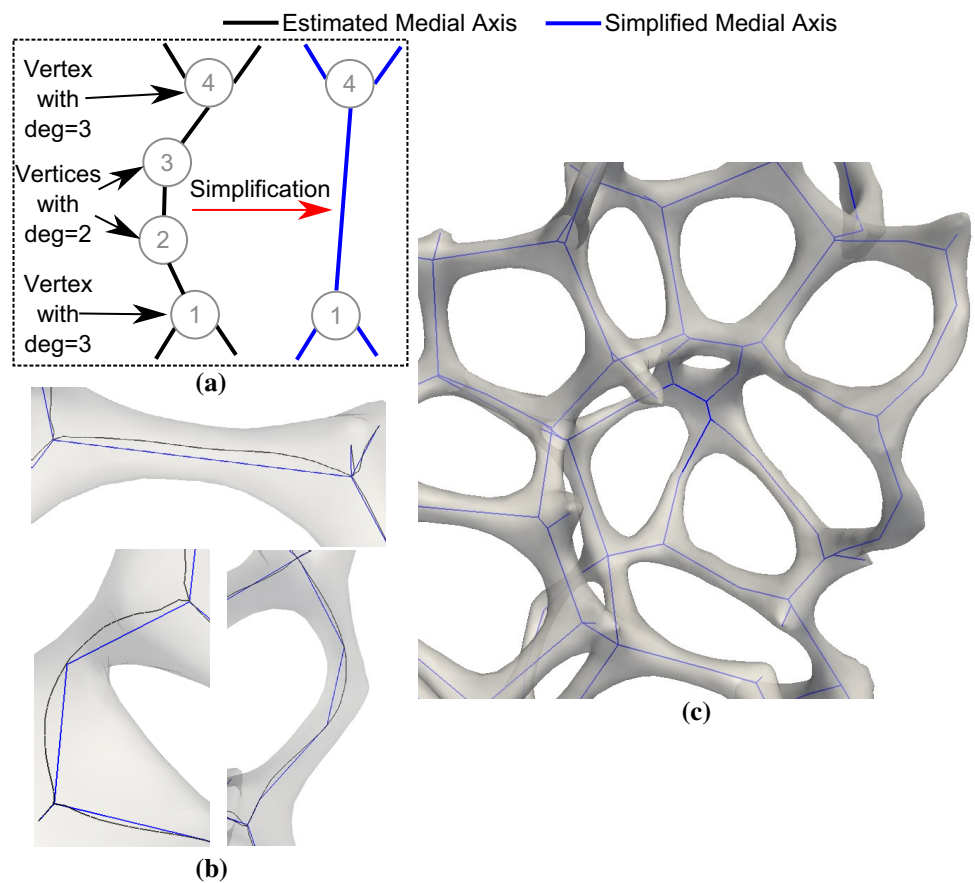 Estimated Medial Axis
Simplified Medial Axis
Vertex
with
deg=3
Vertices
with
deg=2
Vertex
with
deg=3
4
3
2
1
Simplification
4
1
(a)
(b)
(c)